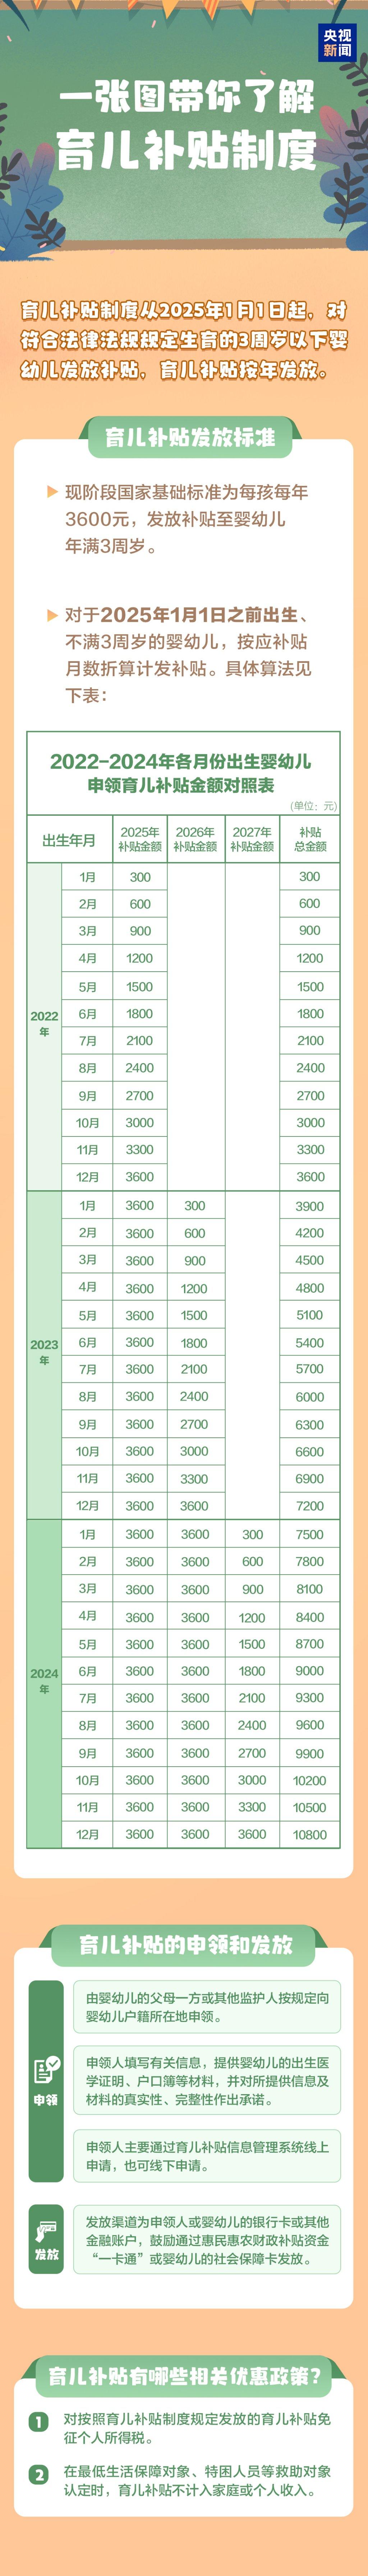 央视
新闻
一张图带你了解
育儿补贴制度
育儿补贴制度从2025年1月1日起，对
符合法律法规规定生育的3周岁以下婴
幼儿发放补贴，育儿补贴按年发放。
育儿补贴发放标准
现阶段国家基础标准为每孩每年
3600元，发放补贴至婴幼儿
年满3周岁。
对于2025年1月1日之前出生、
不满3周岁的婴幼儿，按应补贴
月数折算计发补贴。具体算法见
下表：
2022-2024年各月份出生婴幼儿
申领育儿补贴金额对照表
(单位：元)
出生年月 2025年补贴金额 2026年补贴金额 2027年补贴金额 补贴总金额
2022年
1月 300 300
2月 600 600
3月 900 900
4月 1200 1200
5月 1500 1500
6月 1800 1800
7月 2100 2100
8月 2400 2400
9月 2700 2700
10月 3000 3000
11月 3300 3300
12月 3600 3600
2023年
1月 3600 300 3900
2月 3600 600 4200
3月 3600 900 4500
4月 3600 1200 4800
5月 3600 1500 5100
6月 3600 1800 5400
7月 3600 2100 5700
8月 3600 2400 6000
9月 3600 2700 6300
10月 3600 3000 6600
11月 3600 3300 6900
12月 3600 3600 7200
2024年
1月 3600 3600 300 7500
2月 3600 3600 600 7800
3月 3600 3600 900 8100
4月 3600 3600 1200 8400
5月 3600 3600 1500 8700
6月 3600 3600 1800 9000
7月 3600 3600 2100 9300
8月 3600 3600 2400 9600
9月 3600 3600 2700 9900
10月 3600 3600 3000 10200
11月 3600 3600 3300 10500
12月 3600 3600 3600 10800
育儿补贴的申领和发放
申领
由婴幼儿的父母一方或其他监护人按规定向
婴幼儿户籍所在地申领。
申领人填写有关信息，提供婴幼儿的出生医
学证明、户口簿等材料，并对所提供信息及
材料的真实性、完整性作出承诺。
申领人主要通过育儿补贴信息管理系统线上
申请，也可线下申请。
发放
发放渠道为申领人或婴幼儿的银行卡或其他
金融账户，鼓励通过惠民惠农财政补贴资金
“一卡通”或婴幼儿的社会保障卡发放。
育儿补贴有哪些相关优惠政策？
1 对按照育儿补贴制度规定发放的育儿补贴免
征个人所得税。
2 在最低生活保障对象、特困人员等救助对象
认定时，育儿补贴不计入家庭或个人收入。